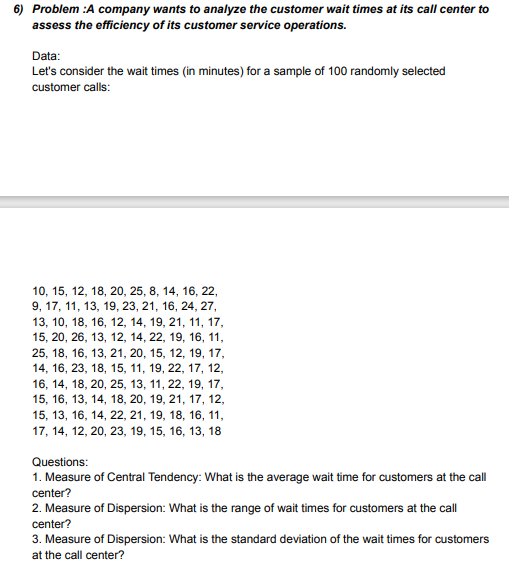 6) Problem :A company wants to analyze the customer wait times at its call center to
assess the efficiency of its customer service operations.
Data:
Let's consider the wait times (in minutes) for a sample of 100 randomly selected
customer calls:
10, 15, 12, 18, 20, 25, 8, 14, 16, 22,
9, 17, 11, 13, 19, 23, 21, 16, 24, 27,
13, 10, 18, 16, 12, 14, 19, 21, 11, 17,
15, 20, 26, 13, 12, 14, 22, 19, 16, 11,
25, 18, 16, 13, 21, 20, 15, 12, 19, 17,
14, 16, 23, 18, 15, 11, 19, 22, 17, 12,
16, 14, 18, 20, 25, 13, 11, 22, 19, 17,
15, 16, 13, 14, 18, 20, 19, 21, 17, 12,
15, 13, 16, 14, 22, 21, 19, 18, 16, 11,
17, 14, 12, 20, 23, 19, 15, 16, 13, 18
Questions:
1. Measure of Central Tendency: What is the average wait time for customers at the call
center?
2. Measure of Dispersion: What is the range of wait times for customers at the call
center?
3. Measure of Dispersion: What is the standard deviation of the wait times for customers
at the call center?